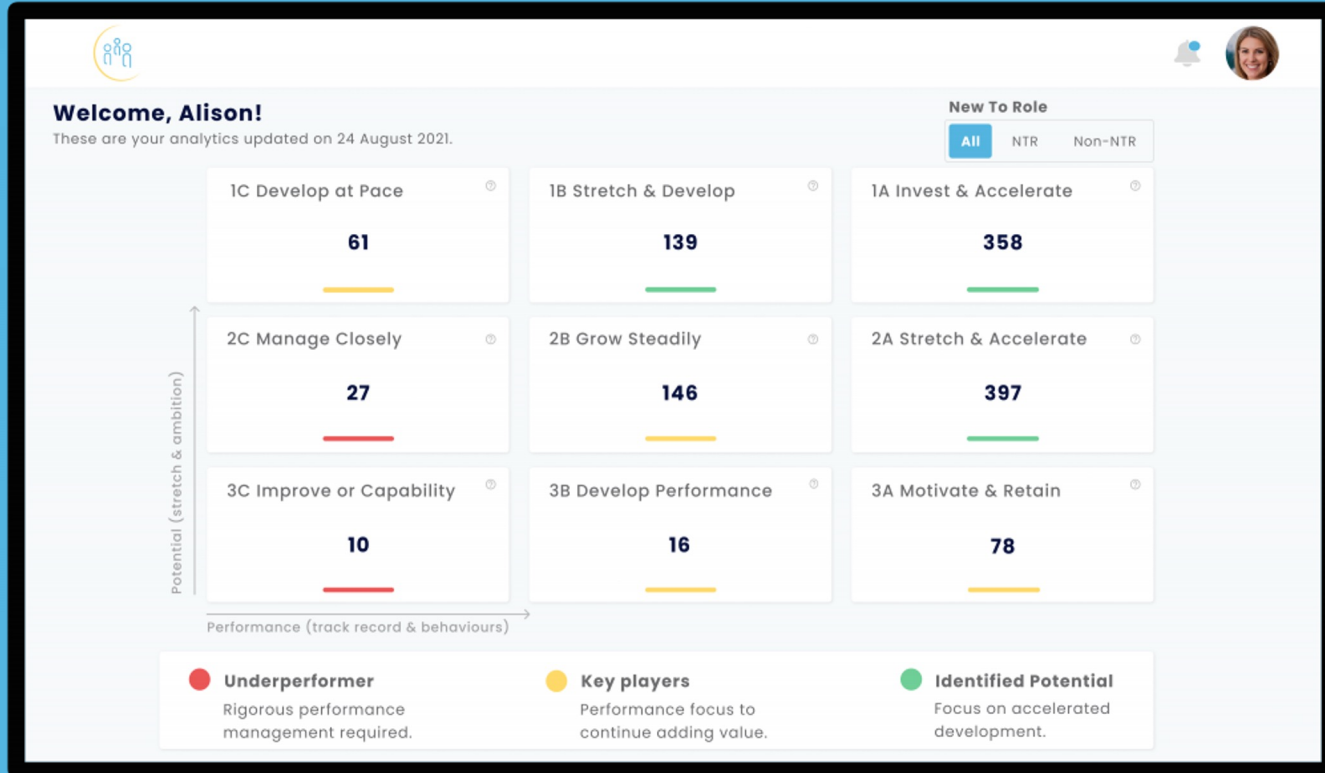 Welcome, Alison!
These are your analytics updated on 24 August 2021.
New To Role
All NTR Non-NTR
1C Develop at Pace
61
1B Stretch & Develop
139
1A Invest & Accelerate
358
2C Manage Closely
27
2B Grow Steadily
146
2A Stretch & Accelerate
397
3C Improve or Capability
10
3B Develop Performance
16
3A Motivate & Retain
78
Potential (stretch & ambition)
Performance (track record & behaviours)
Underperformer
Rigorous performance
management required.
Key players
Performance focus to
continue adding value.
Identified Potential
Focus on accelerated
development.